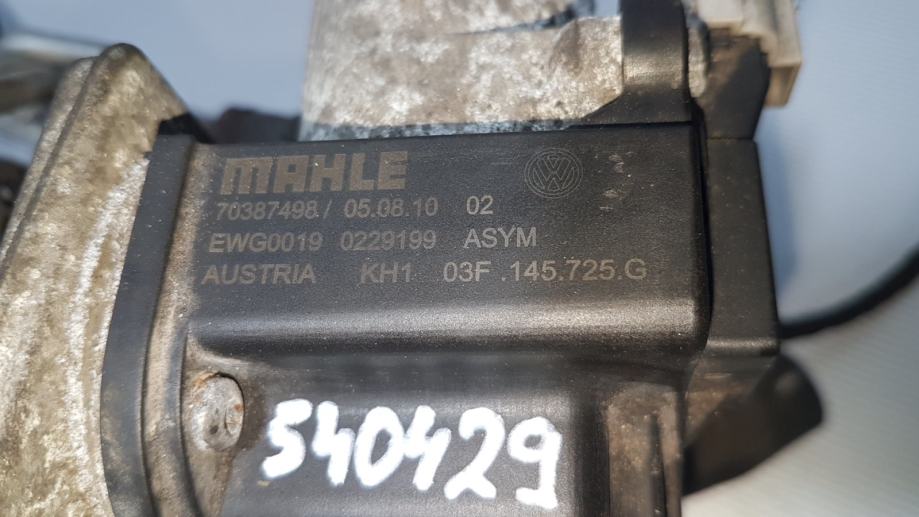 MAHLE
70387498/ 05.08.10 02
EWG0019 0229199 ASYM
AUSTRIA KH1 03F.145.725.G
540429